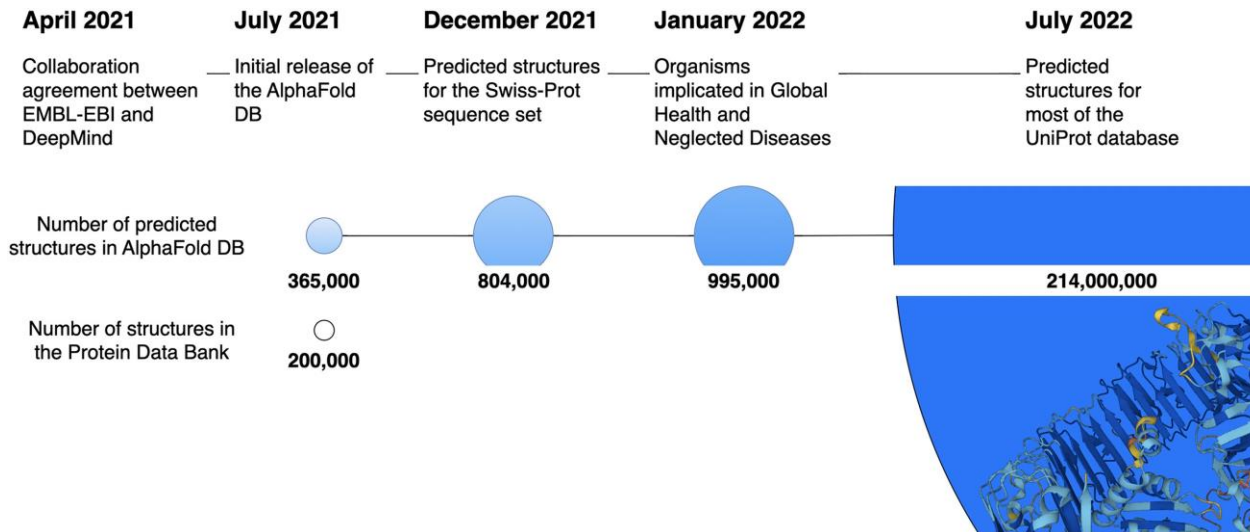 April 2021
Collaboration
agreement between
EMBL-EBI and
DeepMind
July 2021
Initial release of
the AlphaFold
DB
December 2021
Predicted structures
for the Swiss-Prot
sequence set
January 2022
Organisms
implicated in Global
Health and
Neglected Diseases
July 2022
Predicted
structures for
most of the
UniProt database
Number of predicted
structures in AlphaFold DB
365,000
804,000
995,000
214,000,000
Number of structures in
the Protein Data Bank
200,000